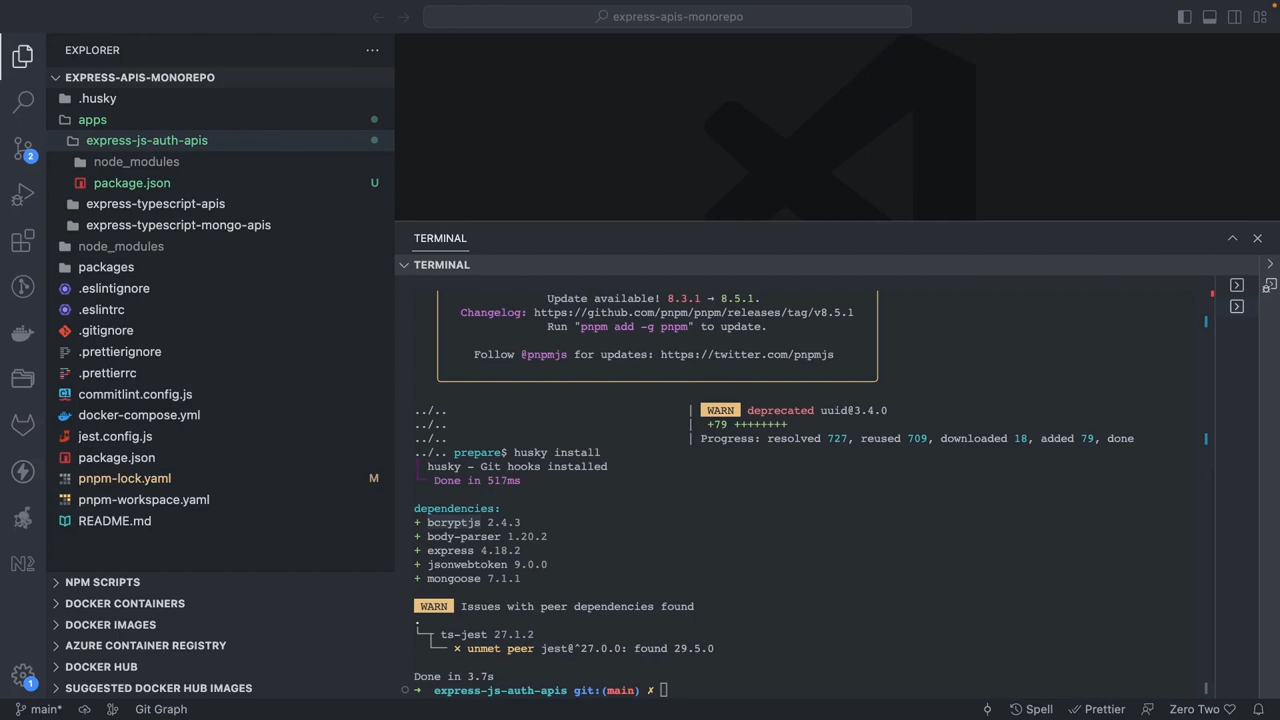 express-apis-monorepo
EXPLORER
EXPRESS-APIS-MONOREPO
.husky
apps
express-js-auth-apis
node_modules
package.json U
express-typescript-apis
express-typescript-mongo-apis
node_modules
packages
.eslintignore
.eslintrc
.gitignore
.prettierignore
.prettierrc
commitlint.config.js
docker-compose.yml
jest.config.js
package.json
pnpm-lock.yaml M
pnpm-workspace.yaml
README.md
NPM SCRIPTS
DOCKER CONTAINERS
DOCKER IMAGES
AZURE CONTAINER REGISTRY
DOCKER HUB
SUGGESTED DOCKER HUB IMAGES
2
1
TERMINAL
TERMINAL
Update available! 8.3.1 → 8.5.1.
Changelog: https://github.com/pnpm/pnpm/releases/tag/v8.5.1
Run "pnpm add -g pnpm" to update.
Follow @pnpmjs for updates: https://twitter.com/pnpmjs
../.. | WARN deprecated uuid@3.4.0
../.. | +79 ++++++++
../.. | Progress: resolved 727, reused 709, downloaded 18, added 79, done
../.. prepare$ husky install
husky - Git hooks installed
Done in 517ms
dependencies:
+ bcryptjs 2.4.3
+ body-parser 1.20.2
+ express 4.18.2
+ jsonwebtoken 9.0.0
+ mongoose 7.1.1
WARN Issues with peer dependencies found
.
└─┬ ts-jest 27.1.2
└── ✕ unmet peer jest@^27.0.0: found 29.5.0
Done in 3.7s
➜ express-js-auth-apis git:(main) ✗
main*
Git Graph
Spell
Prettier
Zero Two